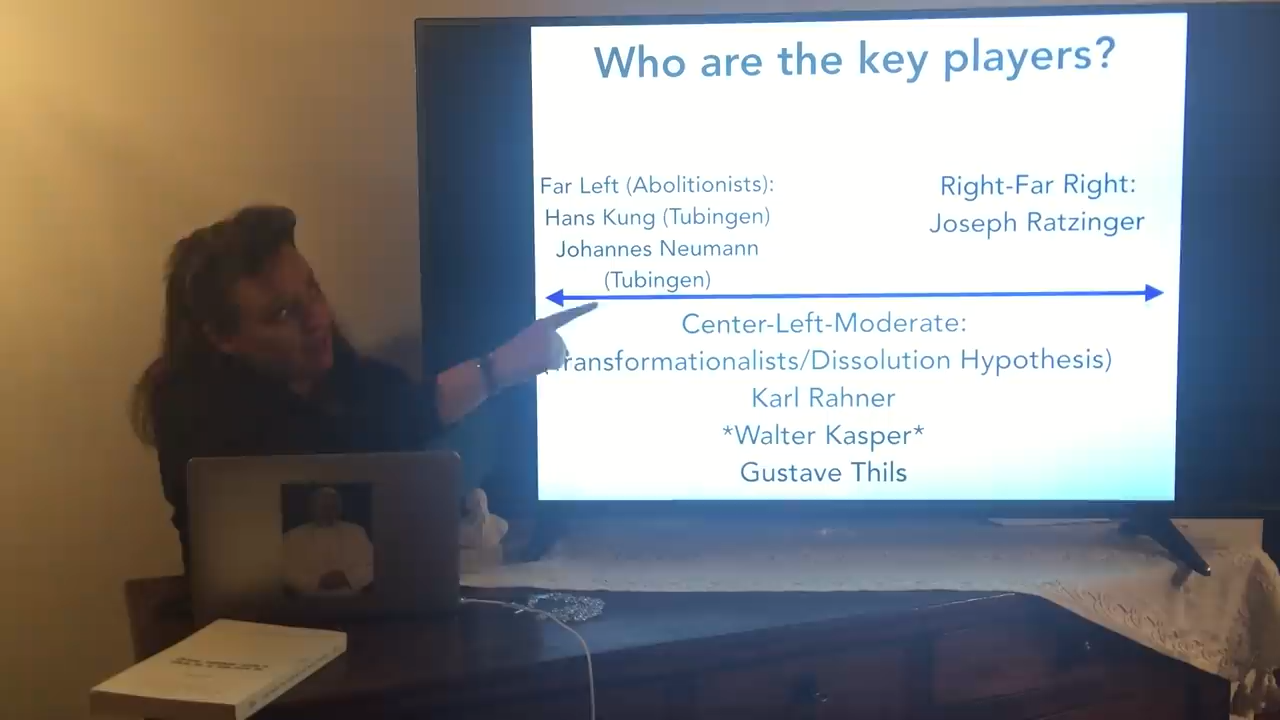 Who are the key players?
Far Left (Abolitionists):
Hans Kung (Tubingen)
Johannes Neumann
(Tubingen)
Right-Far Right:
Joseph Ratzinger
Center-Left-Moderate:
(Transformationalists/Dissolution Hypothesis)
Karl Rahner
*Walter Kasper*
Gustave Thils